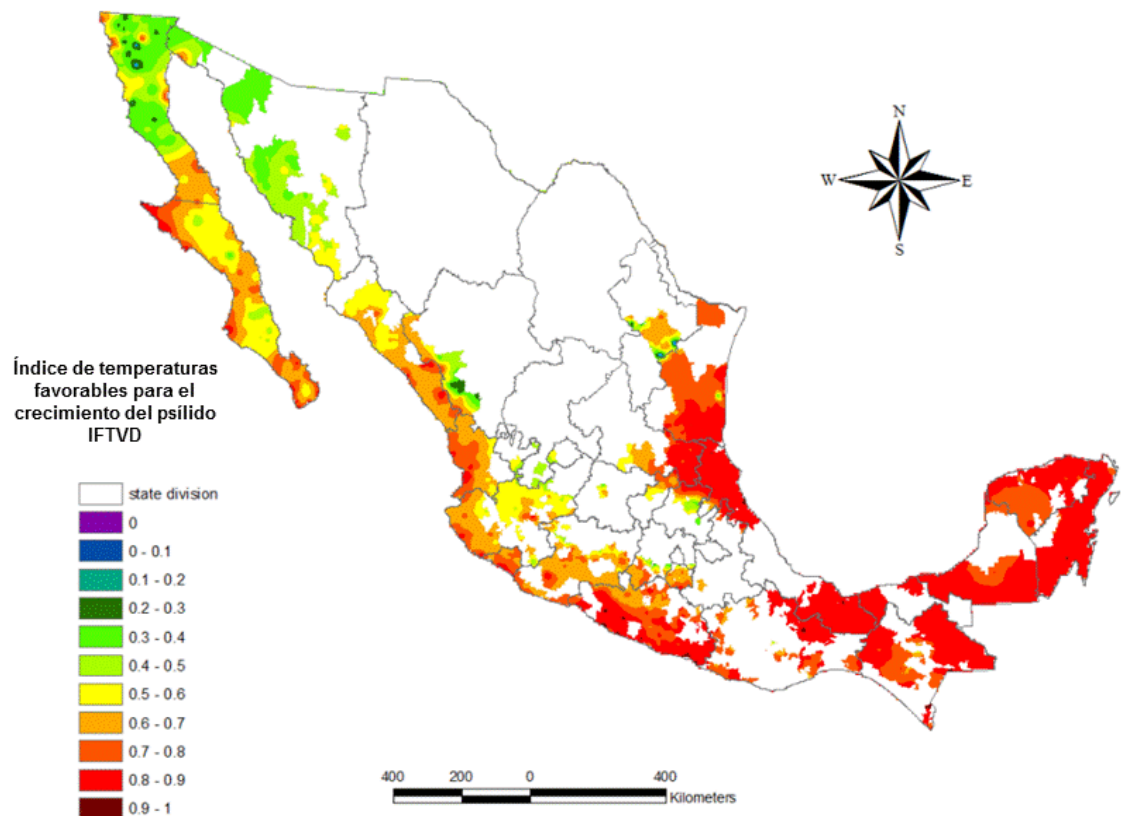 N
W
E
S
Índice de temperaturas
favorables para el
crecimiento del psílido
IFTVD
state division
0
0 - 0.1
0.1 - 0.2
0.2 - 0.3
0.3 - 0.4
0.4 - 0.5
0.5 - 0.6
0.6 - 0.7
0.7 - 0.8
0.8 - 0.9
0.9 - 1
400 200 0 400
Kilometers